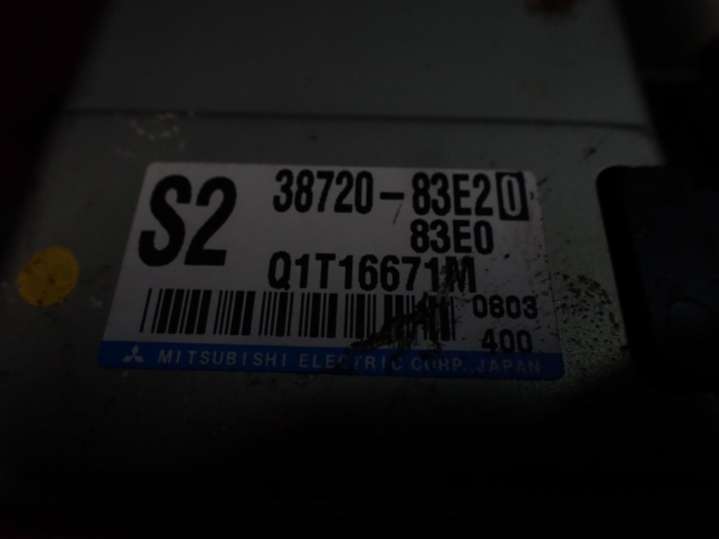 S2
38720-83E20
83E0
Q1T16671M
0803
400
MITSUBISHI ELECTRIC CORP. JAPAN